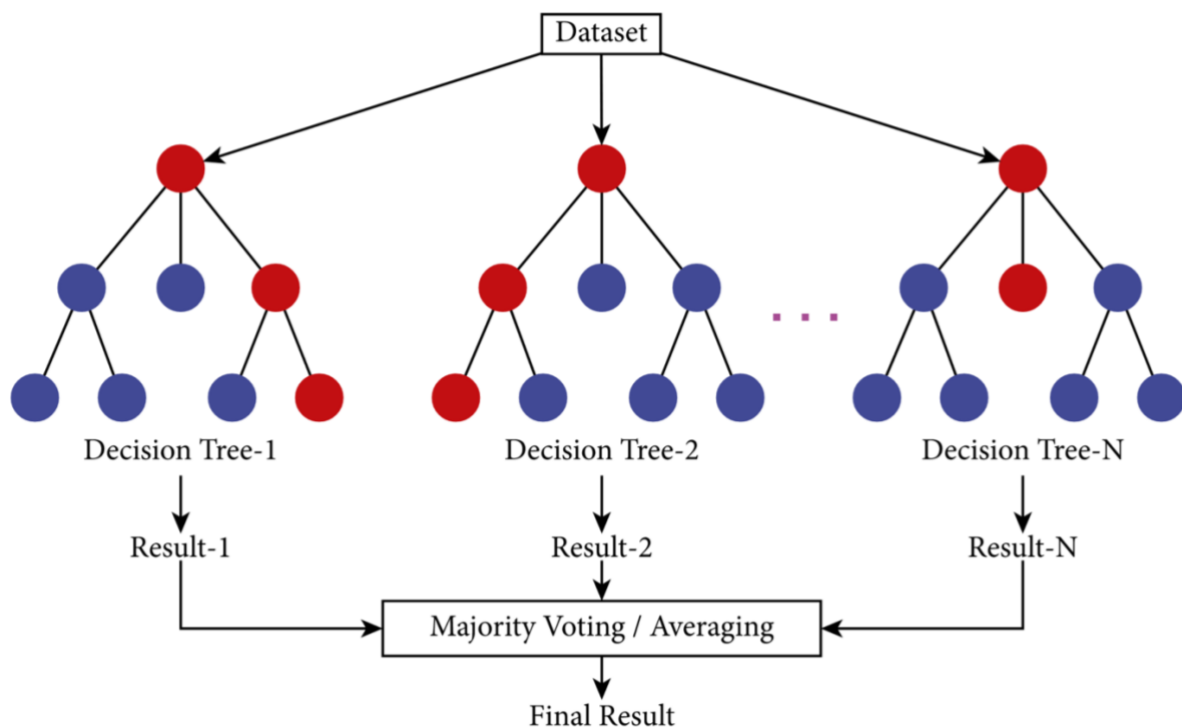 Dataset
Decision Tree-1
Decision Tree-2
Decision Tree-N
Result-1
Result-2
Result-N
Majority Voting / Averaging
Final Result